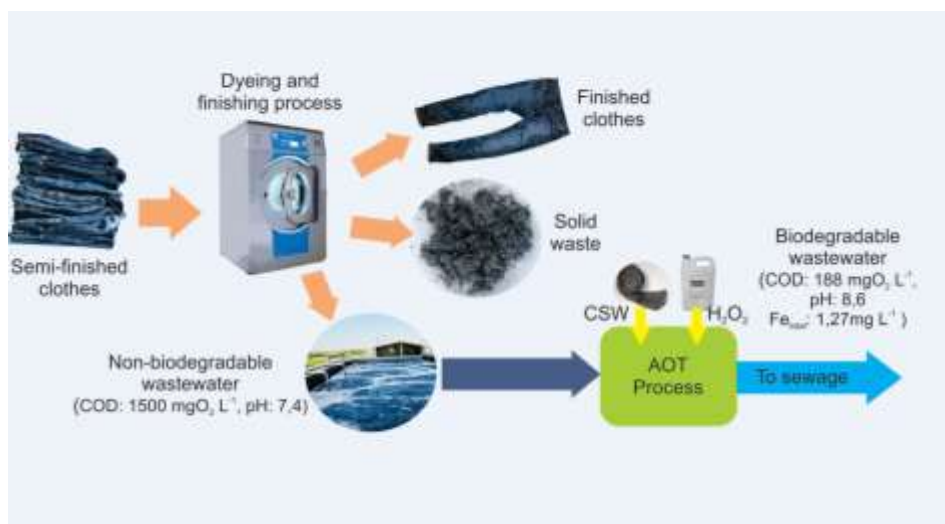 Dyeing and
finishing process
Finished
clothes
Semi-finished
clothes
Solid
waste
Biodegradable
wastewater
(COD: 188 mgO₂ L⁻¹,
pH: 8,6
Fe: 1,27mg L⁻¹ )
CSW
H₂O₂
Non-biodegradable
wastewater
(COD: 1500 mgO₂ L⁻¹, pH: 7,4)
AOT
Process
To sewage